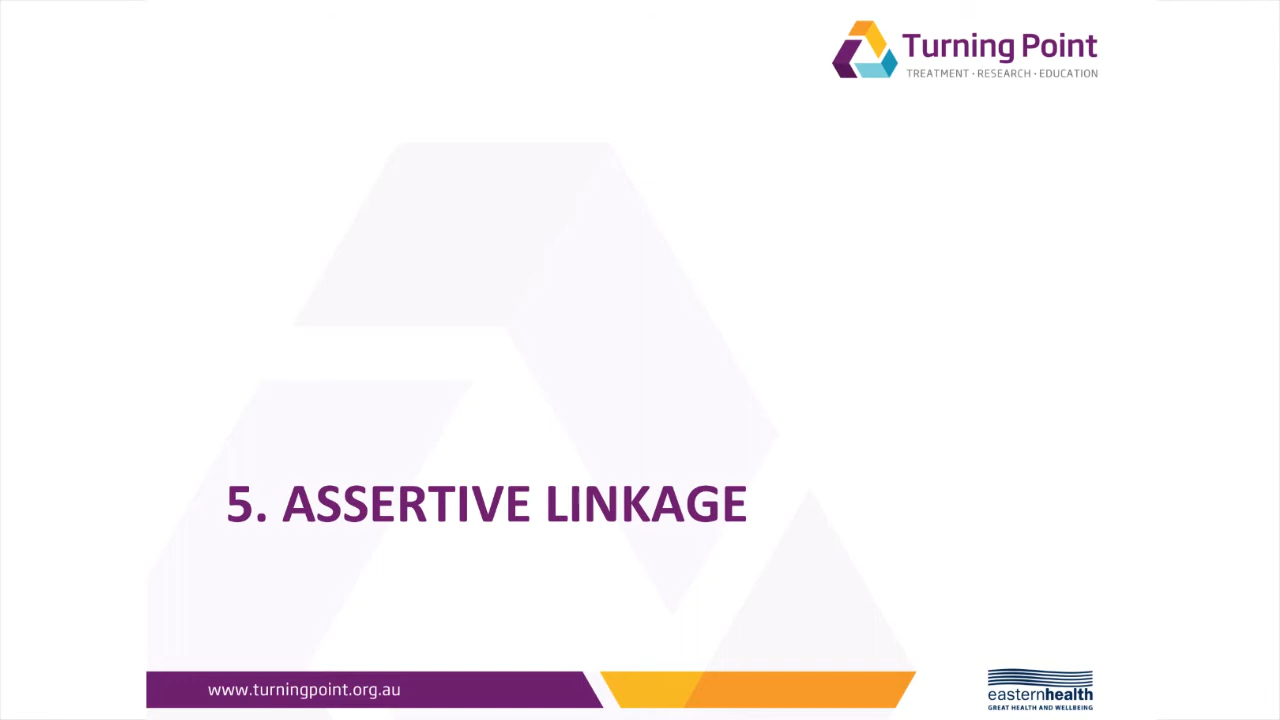 Turning Point
TREATMENT · RESEARCH · EDUCATION
5. ASSERTIVE LINKAGE
www.turningpoint.org.au
easternhealth
GREAT HEALTH AND WELLBEING